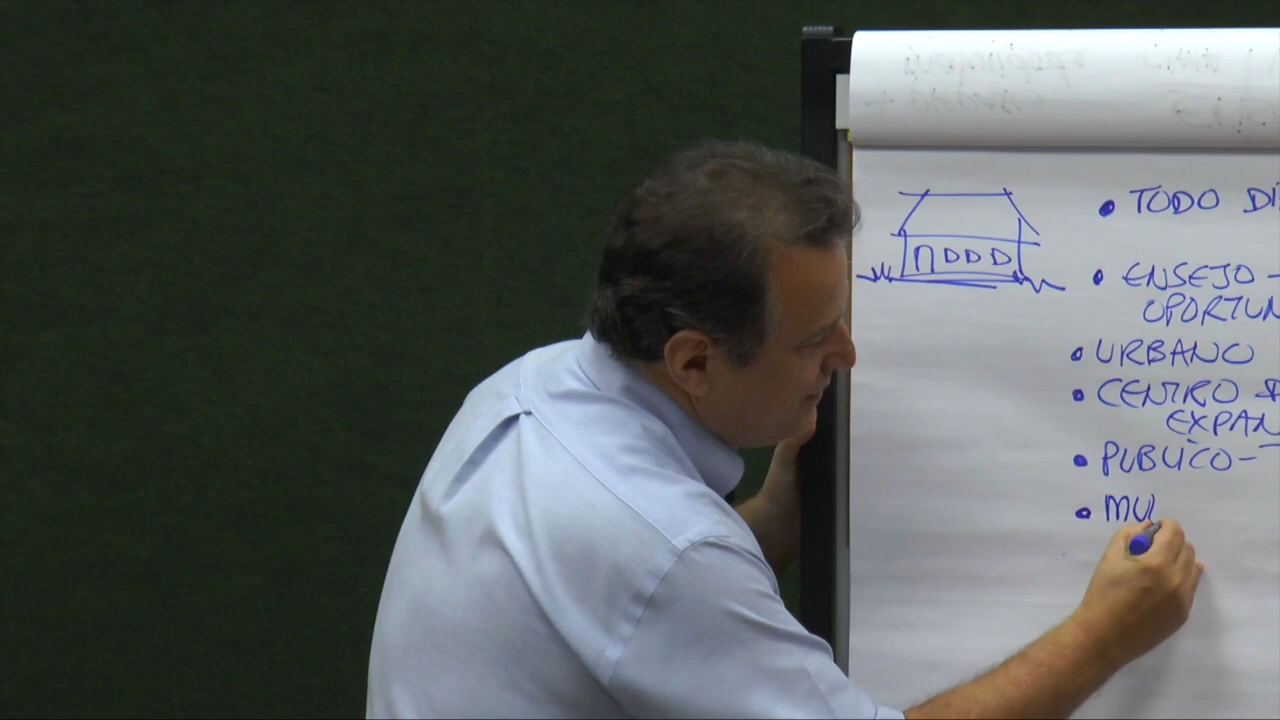 • TODO DI
• ENSEJO -
OPORTUN
• URBANO
• CENTRO
EXPAN
• PUBLICO -
• MU